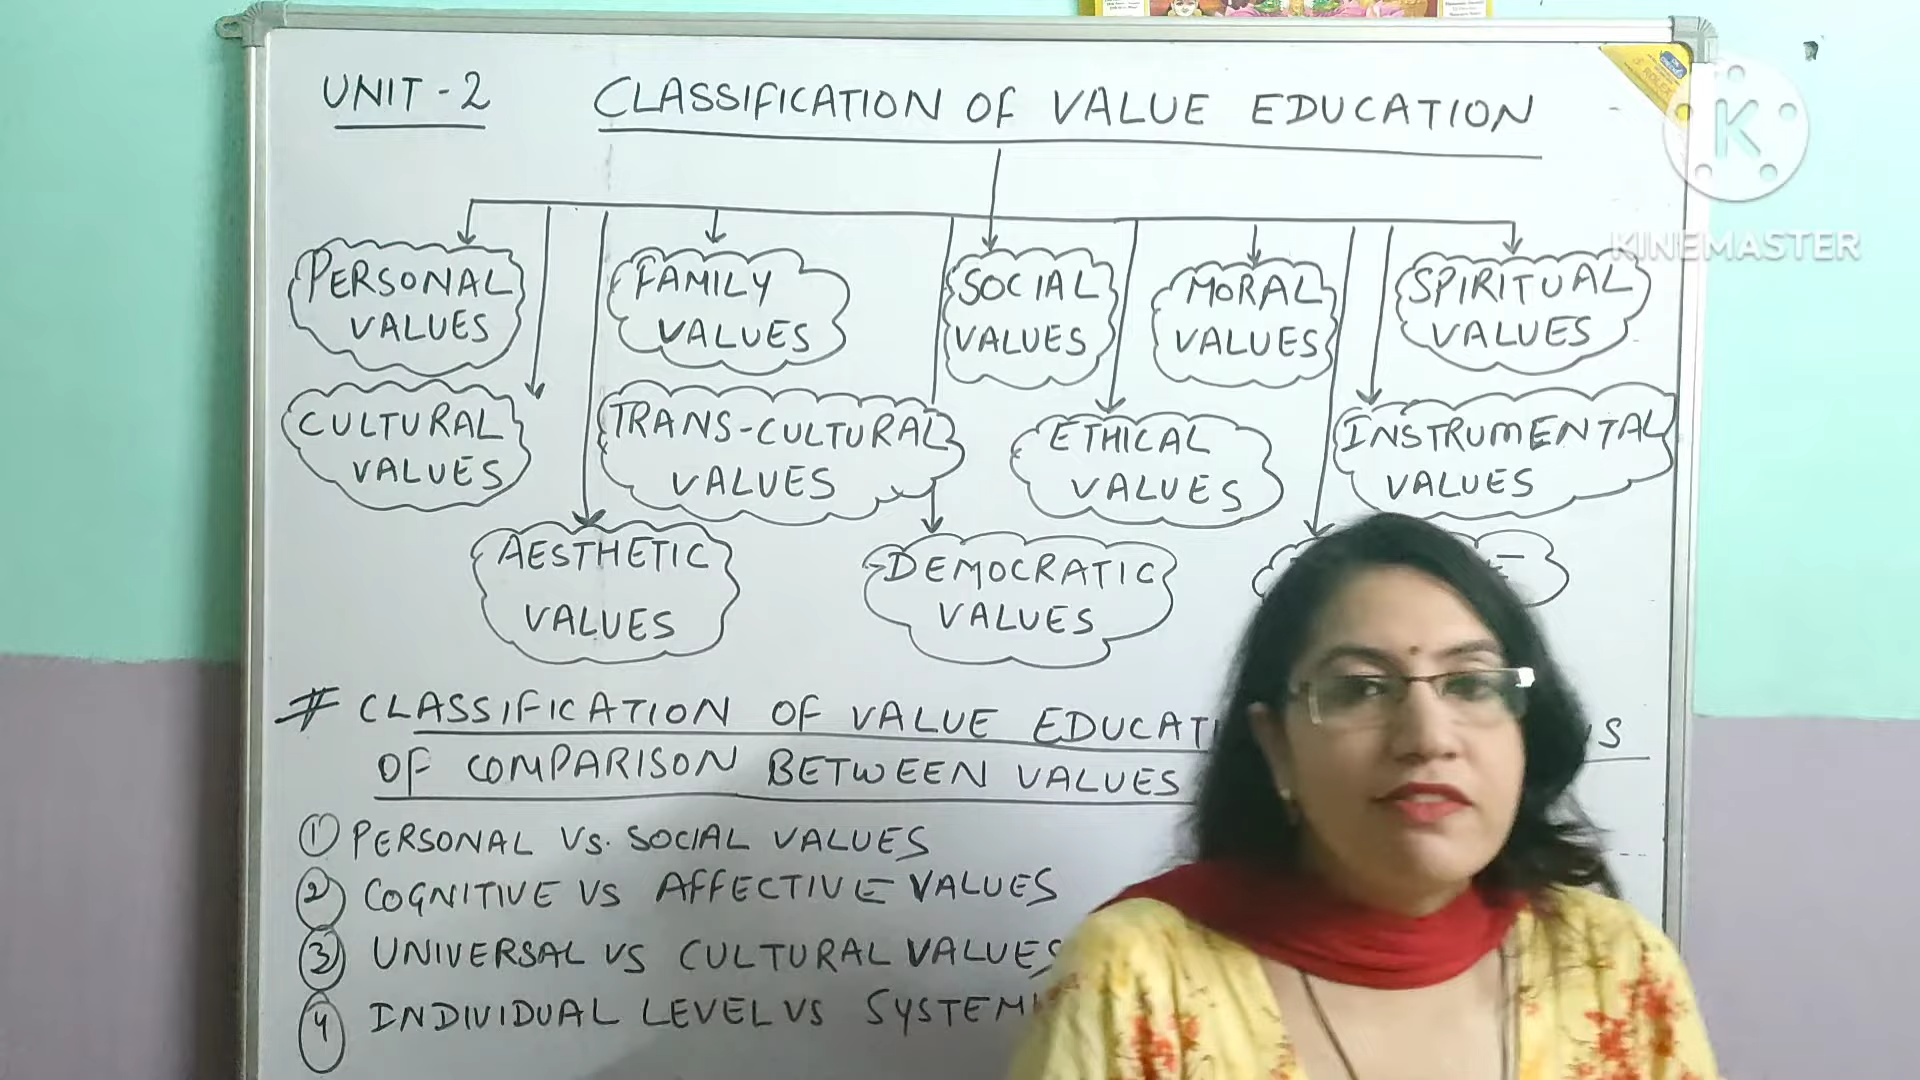 UNIT-2
CLASSIFICATION OF VALUE EDUCATION
PERSONAL
VALUES
FAMILY
VALUES
SOCIAL
VALUES
MORAL
VALUES
SPIRITUAL
VALUES
CULTURAL
VALUES
TRANS-CULTURAL
VALUES
ETHICAL
VALUES
INSTRUMENTAL
VALUES
AESTHETIC
VALUES
DEMOCRATIC
VALUES
# CLASSIFICATION OF VALUE
OF COMPARISON BETWEEN VALUES
1 PERSONAL Vs. SOCIAL VALUES
2 COGNITIVE VS AFFECTIVE VALUES
3 UNIVERSAL VS CULTURAL VALUES
4 INDIVIDUAL LEVEL VS
K
KINEMASTER
ROLEX